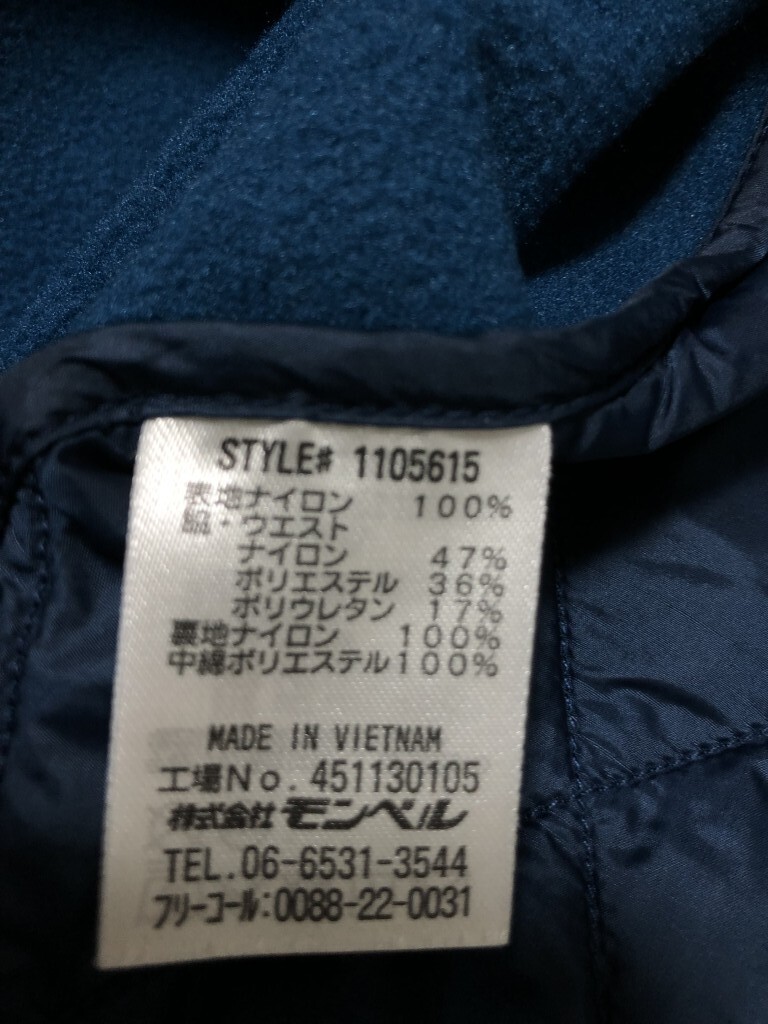 STYLE# 1105615
表地ナイロン 100%
脇・ウエスト
ナイロン 47%
ポリエステル 36%
ポリウレタン 17%
裏地ナイロン 100%
中綿ポリエステル100%
MADE IN VIETNAM
工場No.451130105
株式会社モンベル
TEL.06-6531-3544
フリーコール:0088-22-0031